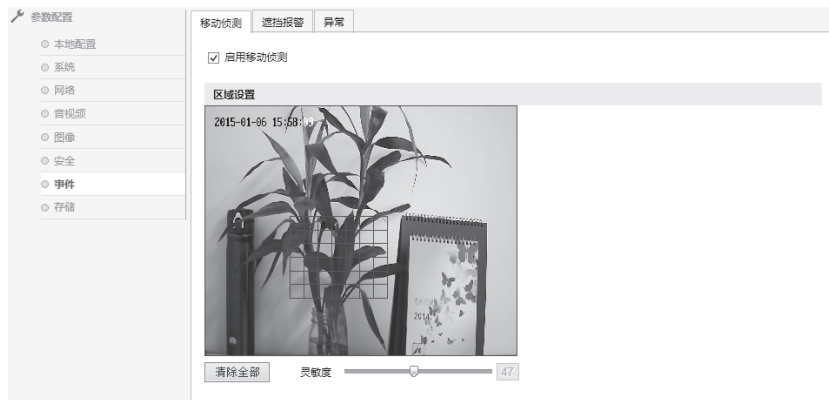 参数配置
本地配置
系统
网络
音视频
图像
安全
事件
存储
移动侦测 遮挡报警 异常
启用移动侦测
区域设置
2015-01-06 15:58:09
2014
清除全部 灵敏度 47